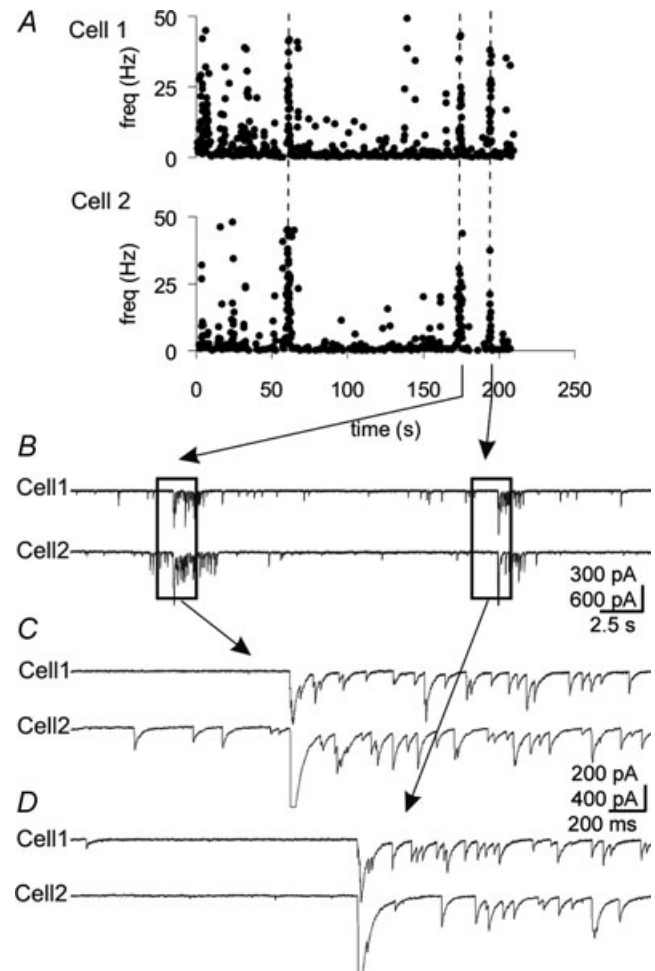 A
Cell 1
50
25
0
freq (Hz)
Cell 2
50
25
0
freq (Hz)
0 50 100 150 200 250
time (s)
B
Cell1
Cell2
300 pA
600 pA
2.5 s
C
Cell1
Cell2
200 pA
400 pA
200 ms
D
Cell1
Cell2